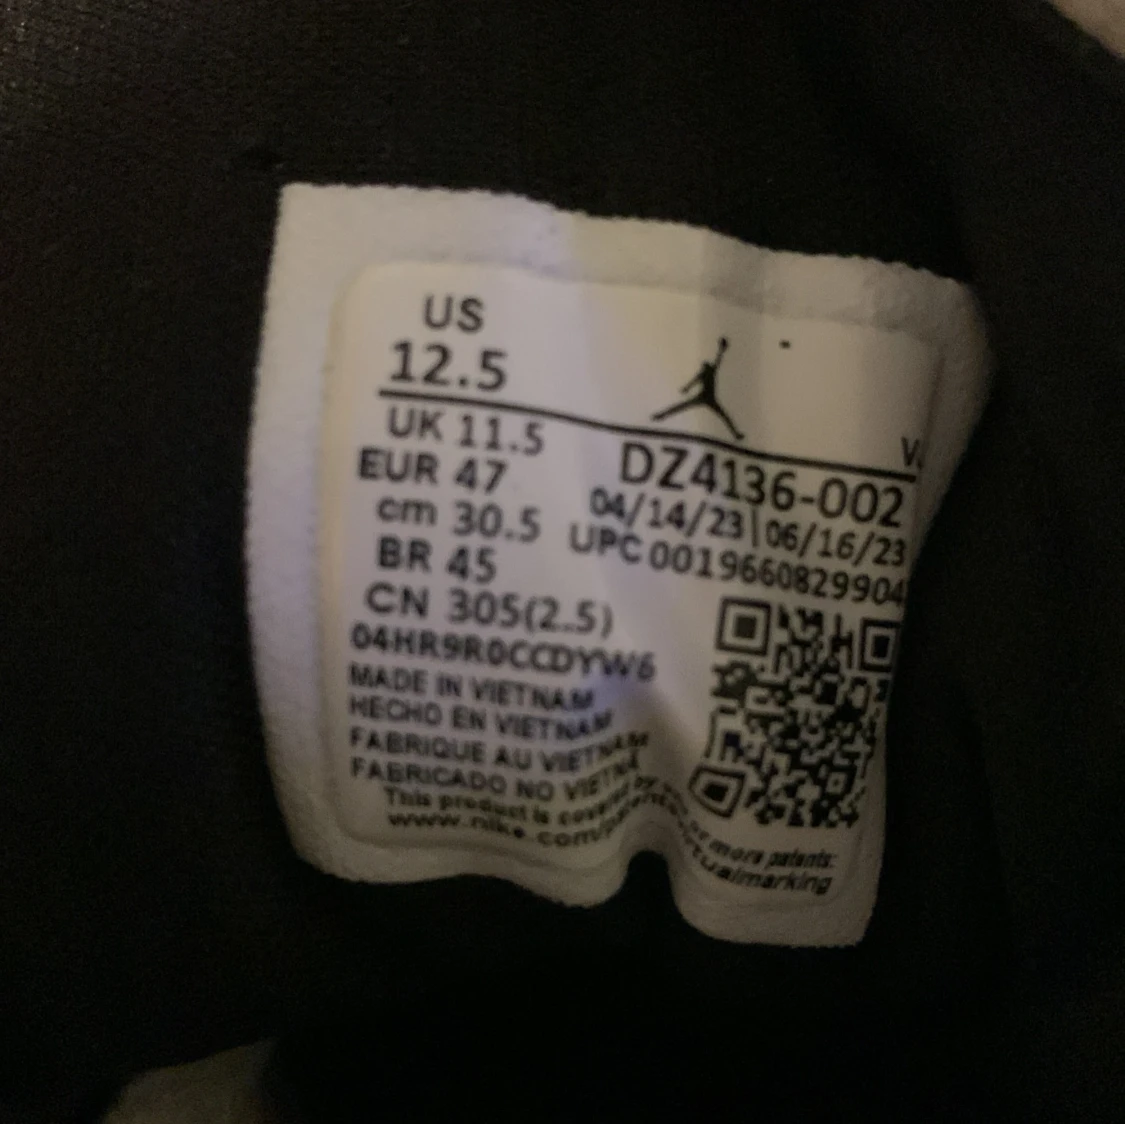 US
12.5
UK 11.5
EUR 47
cm 30.5
BR 45
CN 305(2.5)
04HR9R0CCDYW6
MADE IN VIETNAM
HECHO EN VIETNAM
FABRIQUE AU VIETNAM
FABRICADO NO VIETNA
V
DZ4136-002
04/14/23 06/16/23
UPC 0019660829904
This product is covered by or more patents:
www.nike.com/